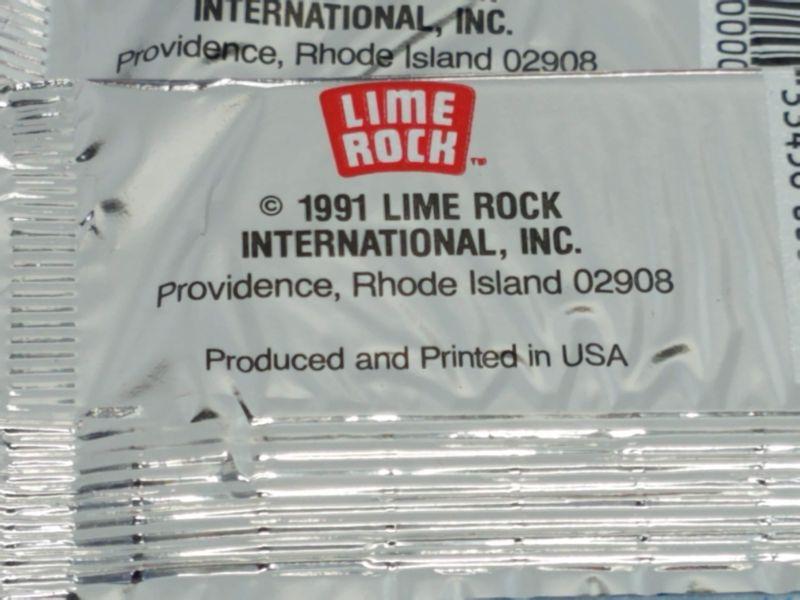 INTERNATIONAL, INC.
Providence, Rhode Island 02908
LIME
ROCK™
© 1991 LIME ROCK
INTERNATIONAL, INC.
Providence, Rhode Island 02908
Produced and Printed in USA